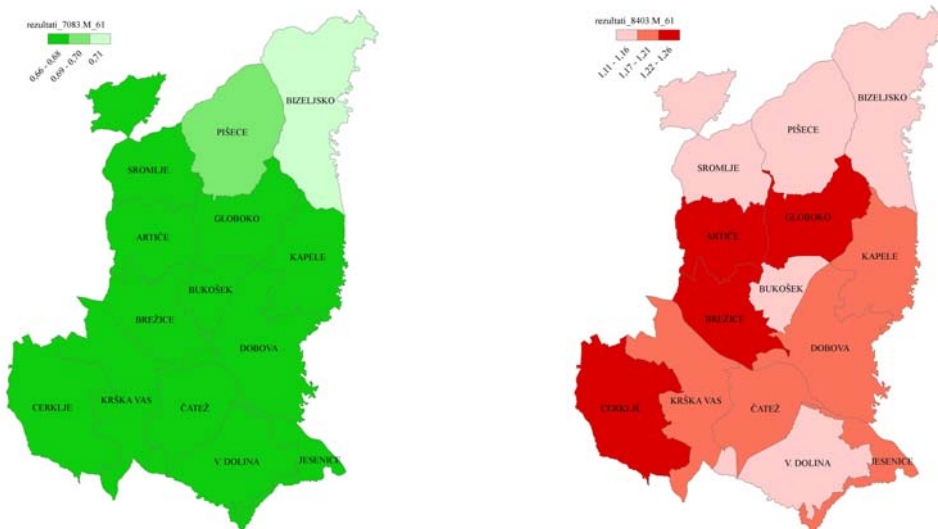 rezultati_7083.M_61
0,66 - 0,68
0,69 - 0,70
0,71
BIZELJSKO
PIŠECE
SROMLJE
GLOBOKO
ARTIČE
KAPELE
BUKOŠEK
BREŽICE
DOBOVA
CERKLJE
KRŠKA VAS
ČATEŽ
V. DOLINA
JESENICE
rezultati_8403.M_61
1,11 - 1,16
1,17 - 1,21
1,22 - 1,26
BIZELJSKO
PIŠECE
SROMLJE
GLOBOKO
ARTIČE
KAPELE
BUKOŠEK
BREŽICE
DOBOVA
CERKLJE
KRŠKA VAS
ČATEŽ
V. DOLINA
JESENICE